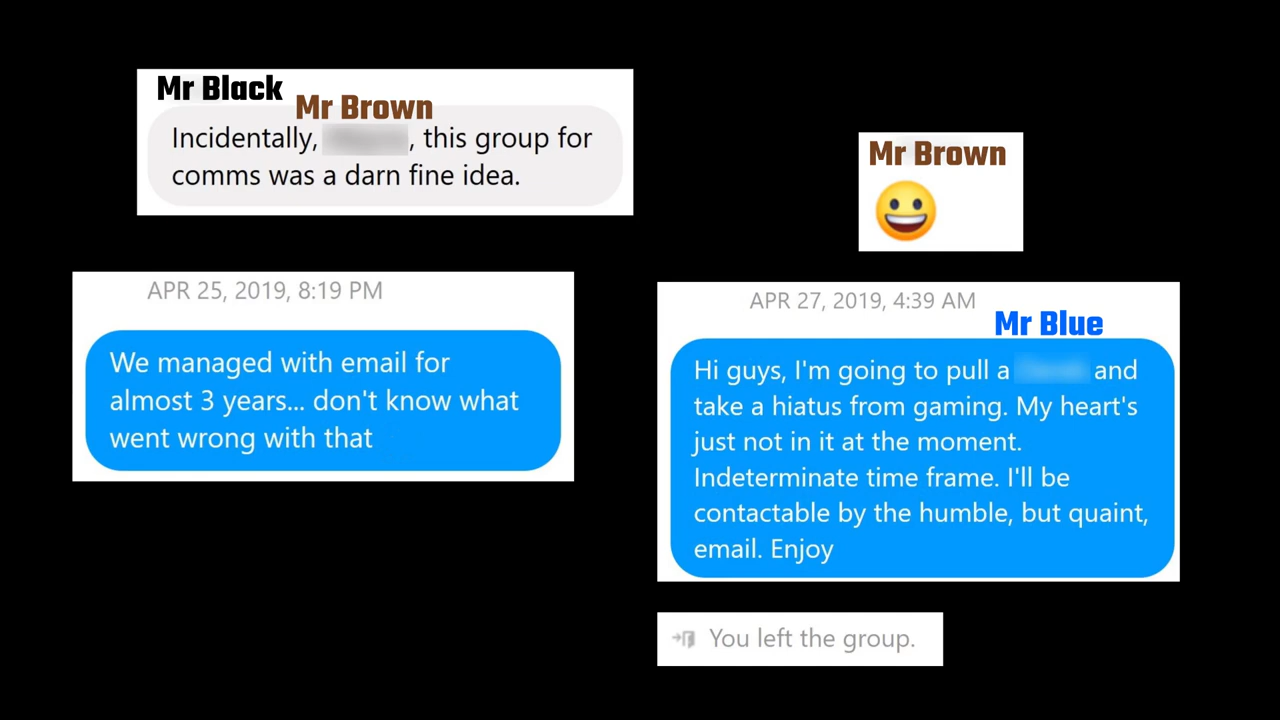 Mr Black
Mr Brown
Incidentally, , this group for
comms was a darn fine idea.
Mr Brown
APR 25, 2019, 8:19 PM
We managed with email for
almost 3 years... don't know what
went wrong with that
APR 27, 2019, 4:39 AM
Mr Blue
Hi guys, I'm going to pull a and
take a hiatus from gaming. My heart's
just not in it at the moment.
Indeterminate time frame. I'll be
contactable by the humble, but quaint,
email. Enjoy
You left the group.